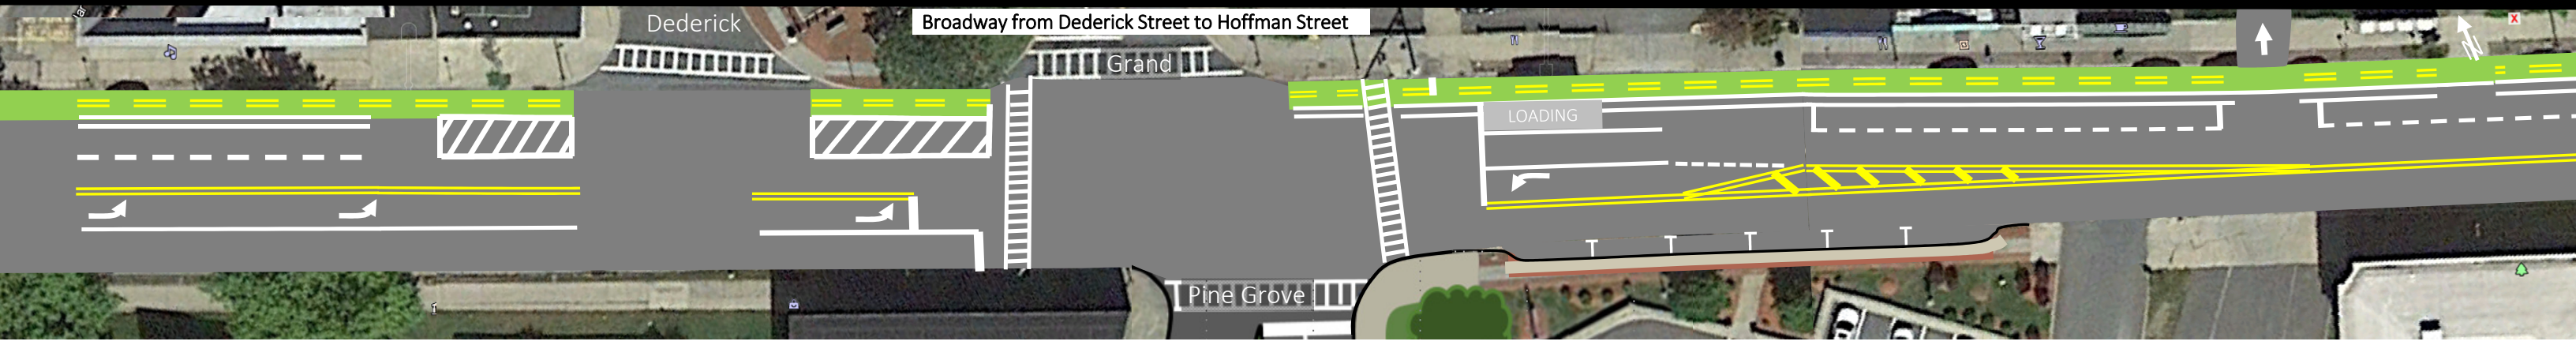 Dederick
Broadway from Dederick Street to Hoffman Street
Grand
LOADING
Pine Grove
N
X